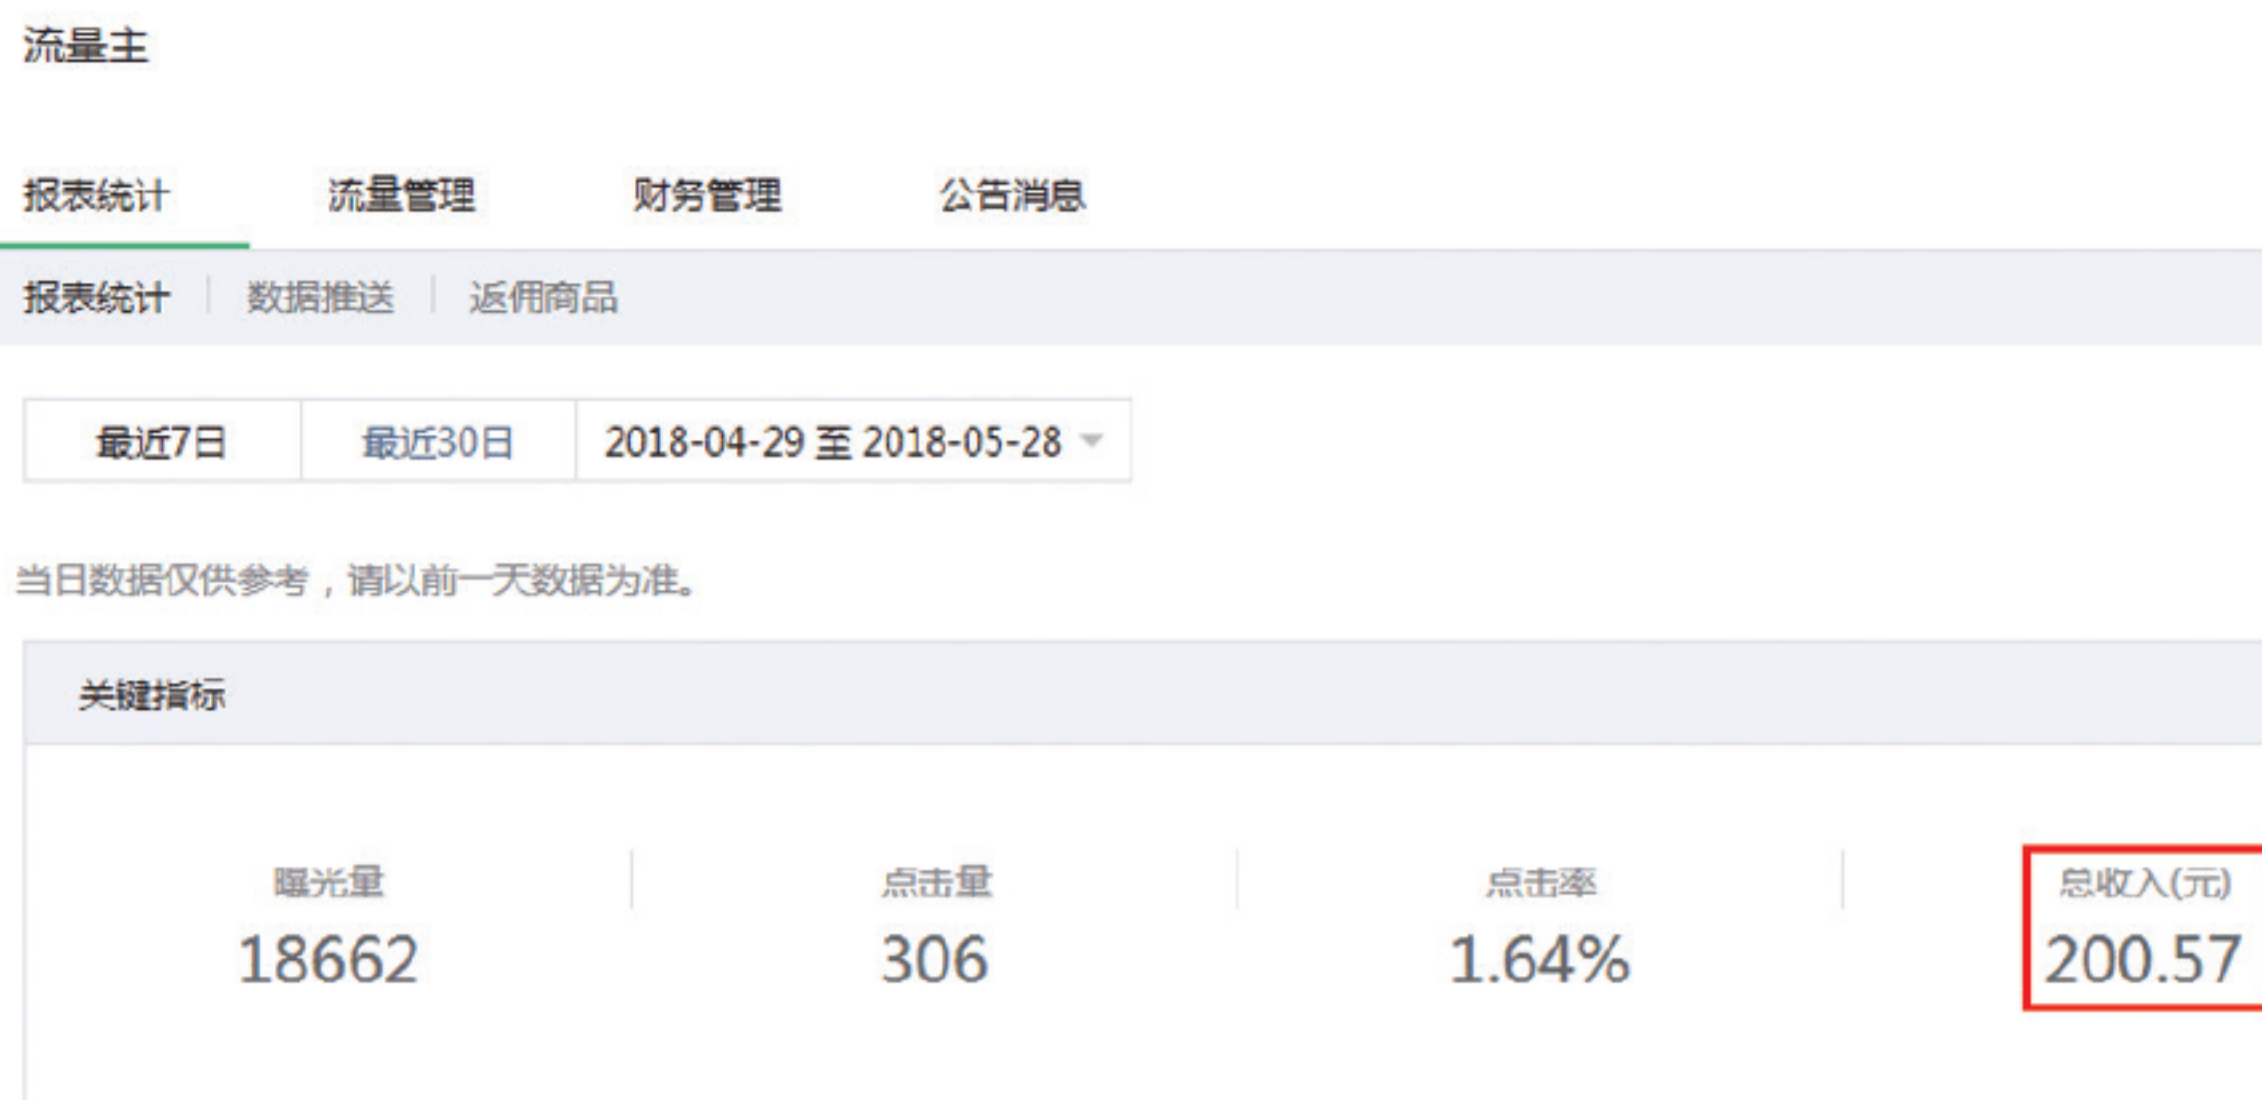 流量主
报表统计 流量管理 财务管理 公告消息
报表统计 数据推送 返佣商品
最近7日 最近30日 2018-04-29 至 2018-05-28
当日数据仅供参考，请以前一天数据为准。
关键指标
曝光量 点击量 点击率 总收入(元)
18662 306 1.64% 200.57